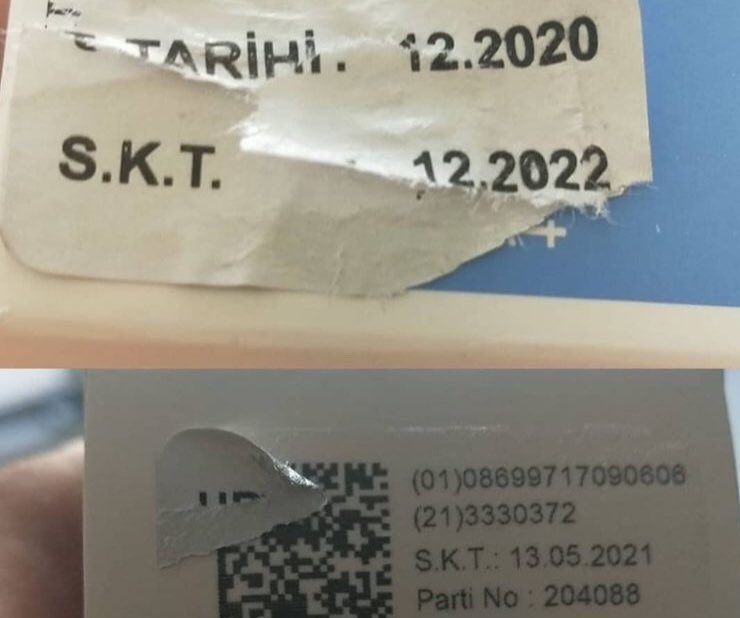 TARİHİ. 12.2020
S.K.T. 12.2022
(01)08699717090606
(21)3330372
S.K.T.: 13.05.2021
Parti No : 204088